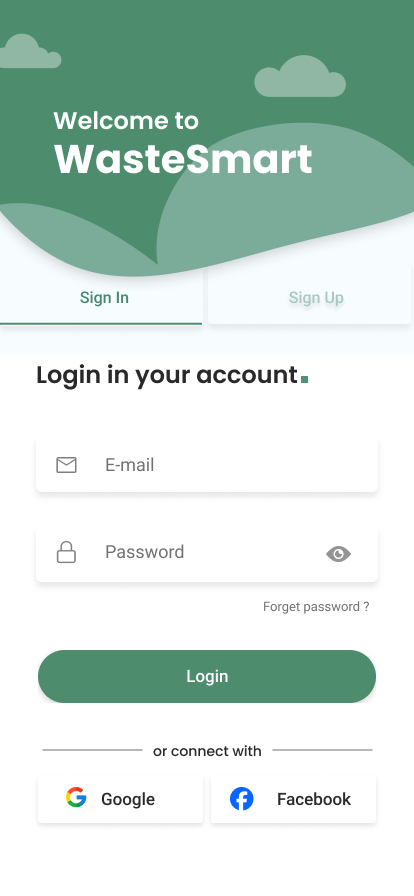 Welcome to
WasteSmart
Sign In
Sign Up
Login in your account.
E-mail
Password
Forget password ?
Login
or connect with
Google
Facebook